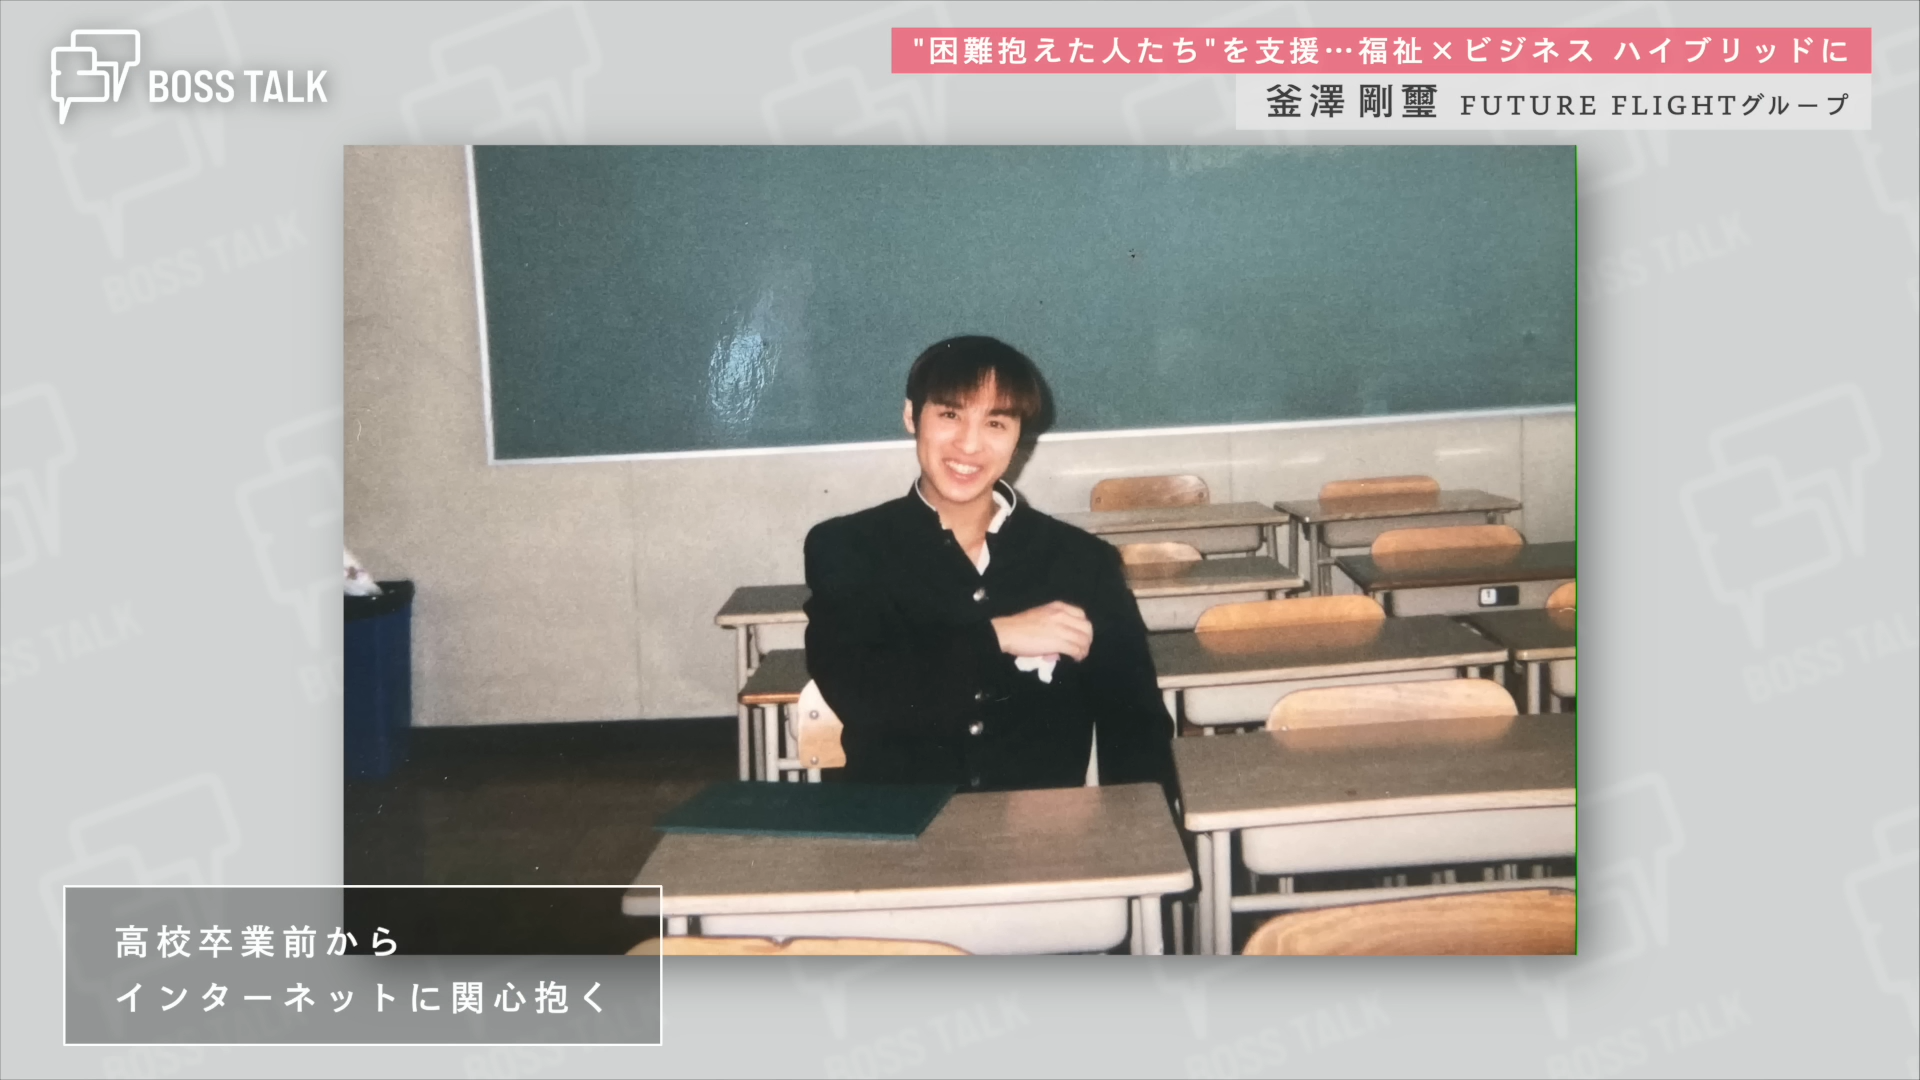 BOSS TALK
"困難抱えた人たち"を支援…福祉×ビジネス ハイブリッドに
釜澤 剛璽 FUTURE FLIGHTグループ
高校卒業前から
インターネットに関心抱く